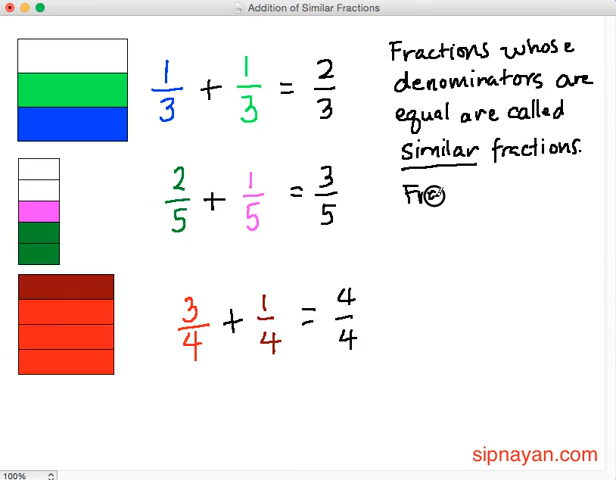 Addition of Similar Fractions
1/3 + 1/3 = 2/3
Fractions whose
denominators are
equal are called
similar fractions.
2/5 + 1/5 = 3/5
3/4 + 1/4 = 4/4
sipnayan.com
100%